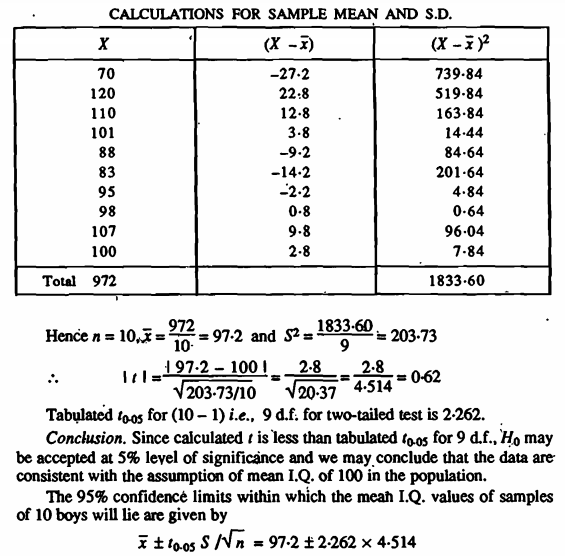 CALCULATIONS FOR SAMPLE MEAN AND S.D.
X (X – x̄) (X – x̄)²
70 –27·2 739·84
120 22·8 519·84
110 12·8 163·84
101 3·8 14·44
88 –9·2 84·64
83 –14·2 201·64
95 –2·2 4·84
98 0·8 0·64
107 9·8 96·04
100 2·8 7·84
Total 972 1833·60
Hence n = 10, x̄ = 972/10 = 97·2 and S² = 1833·60/9 = 203·73
∴ | t | = | 97·2 – 100 |/√203·73/10 = 2·8/√20·37 = 2·8/4·514 = 0·62
Tabulated t₀·₀₅ for (10 – 1) i.e., 9 d.f. for two-tailed test is 2·262.
Conclusion. Since calculated t is less than tabulated t₀·₀₅ for 9 d.f., H₀ may
be accepted at 5% level of significance and we may conclude that the data are
consistent with the assumption of mean I.Q. of 100 in the population.
The 95% confidence limits within which the mean I.Q. values of samples
of 10 boys will lie are given by
x̄ ± t₀·₀₅ S /√n = 97·2 ± 2·262 × 4·514